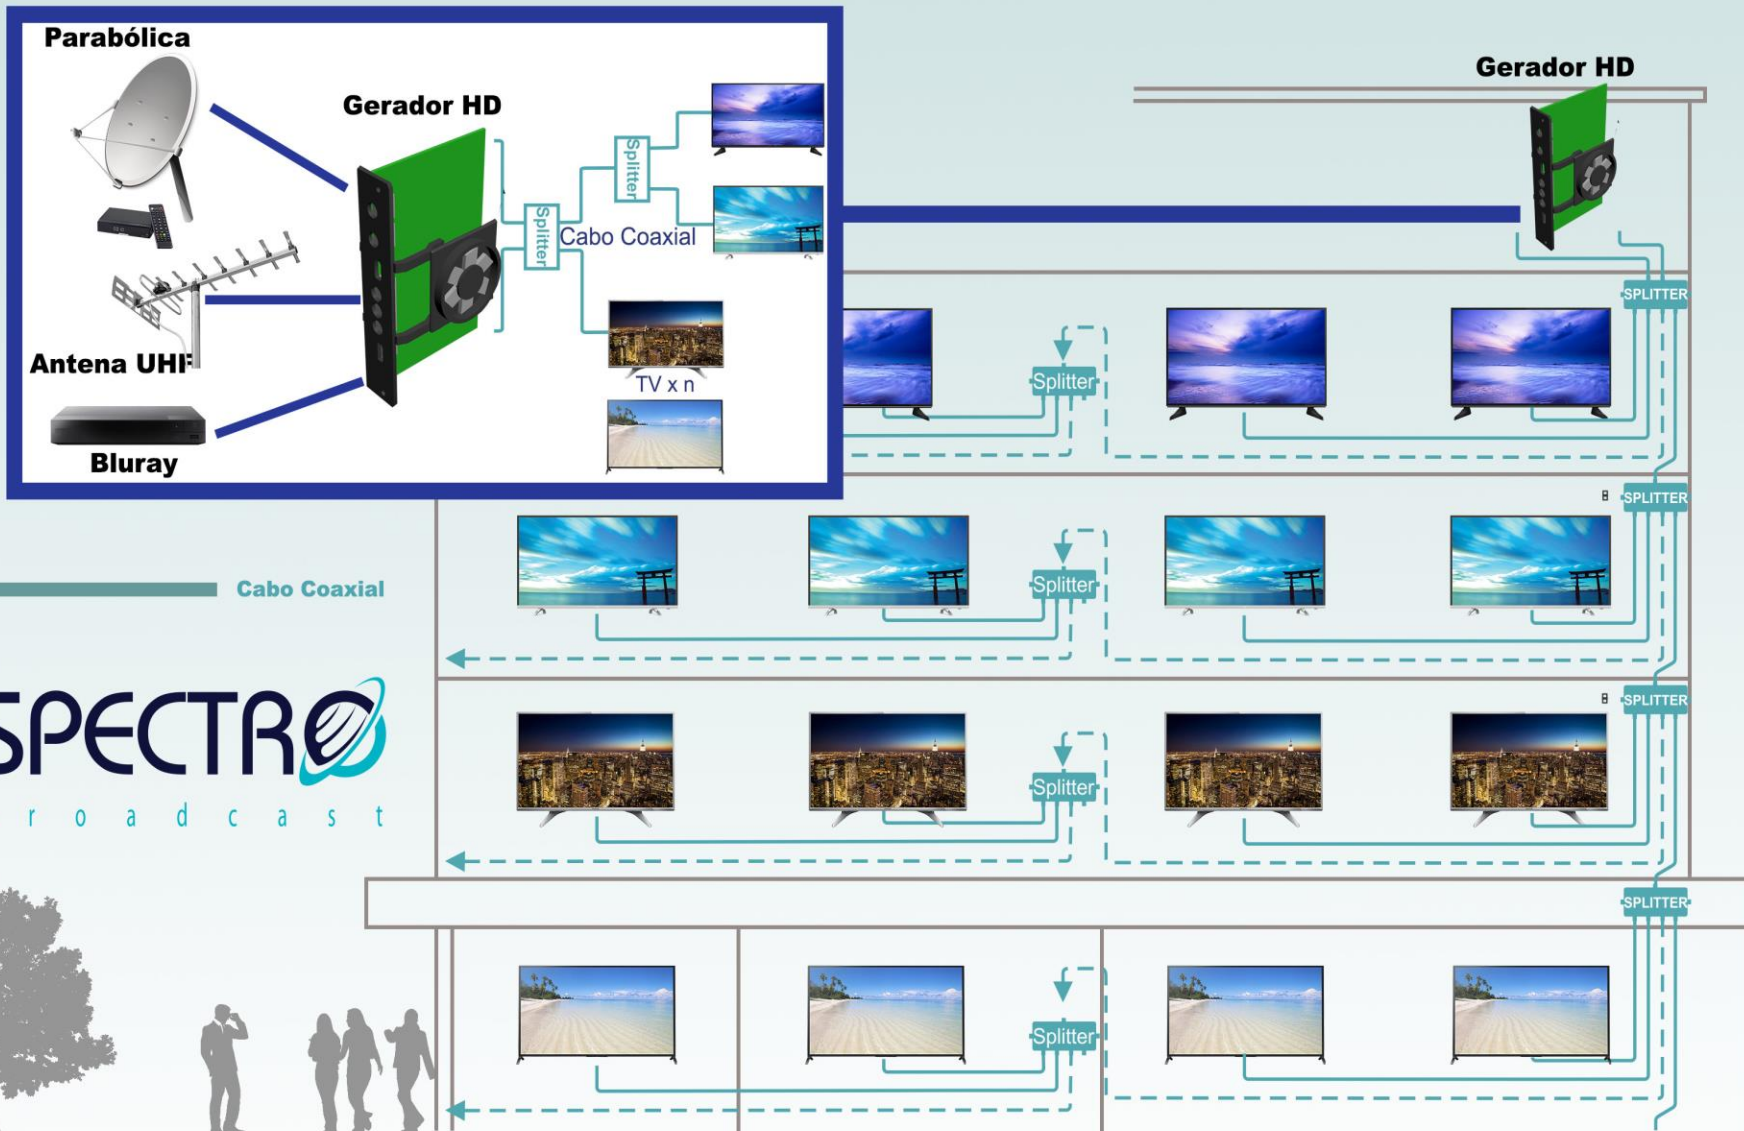 Parabólica
Gerador HD
Splitter
Splitter
Cabo Coaxial
Antena UHF
TV x n
Bluray
Gerador HD
SPLITTER
Splitter
SPLITTER
Splitter
Cabo Coaxial
SPECTRO
r o a d c a s t
SPLITTER
Splitter
SPLITTER
Splitter